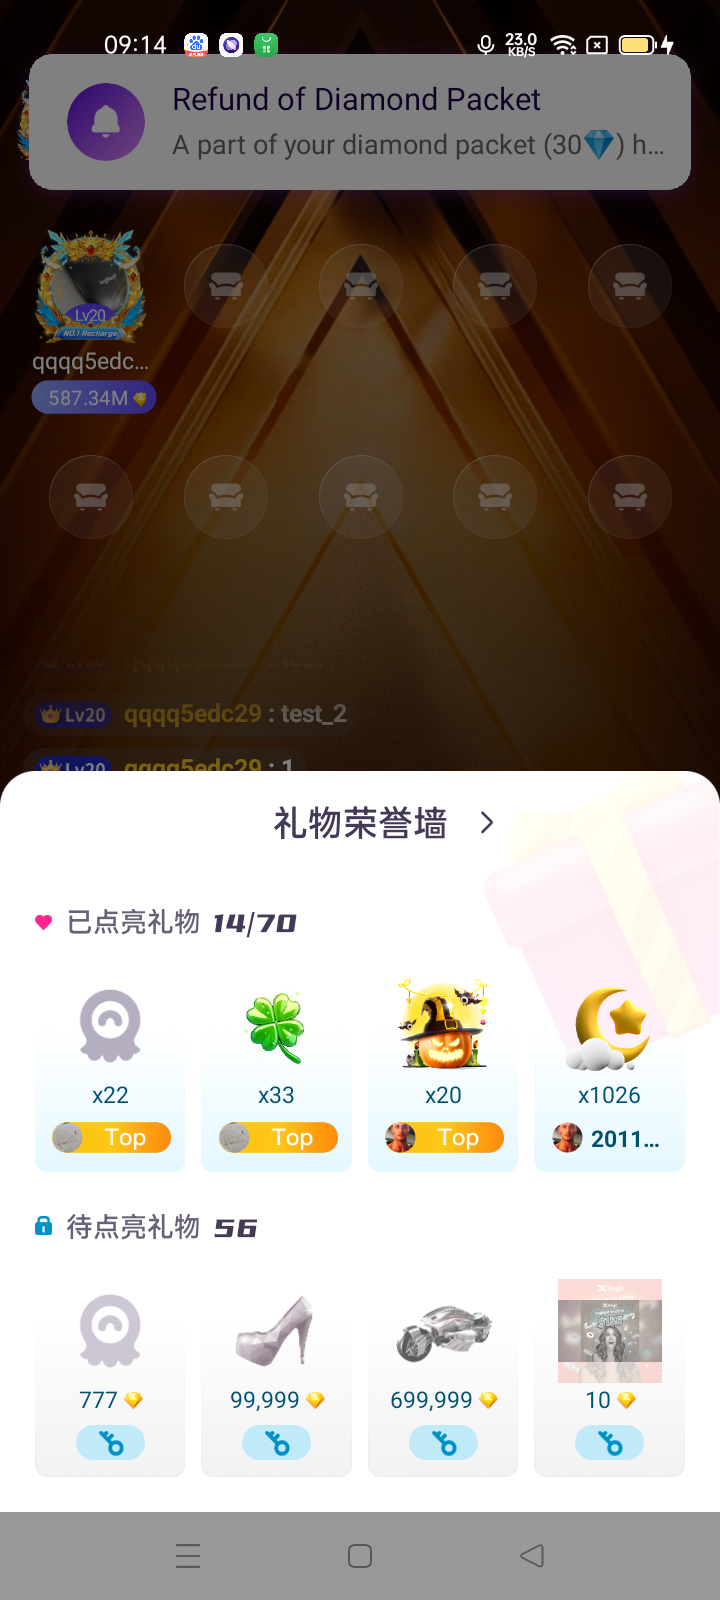 09:14
23.0
KB/S
Refund of Diamond Packet
A part of your diamond packet (30💎) h...
Lv20
NO.1 Recharge
qqqq5edc...
587.34M
Lv20 qqqq5edc29 : test_2
Lv20 qqqq5edc29 : 1
礼物荣誉墙 >
已点亮礼物 14/70
x22 x33 x20 x1026
Top Top Top 2011...
待点亮礼物 56
777 99,999 699,999 10